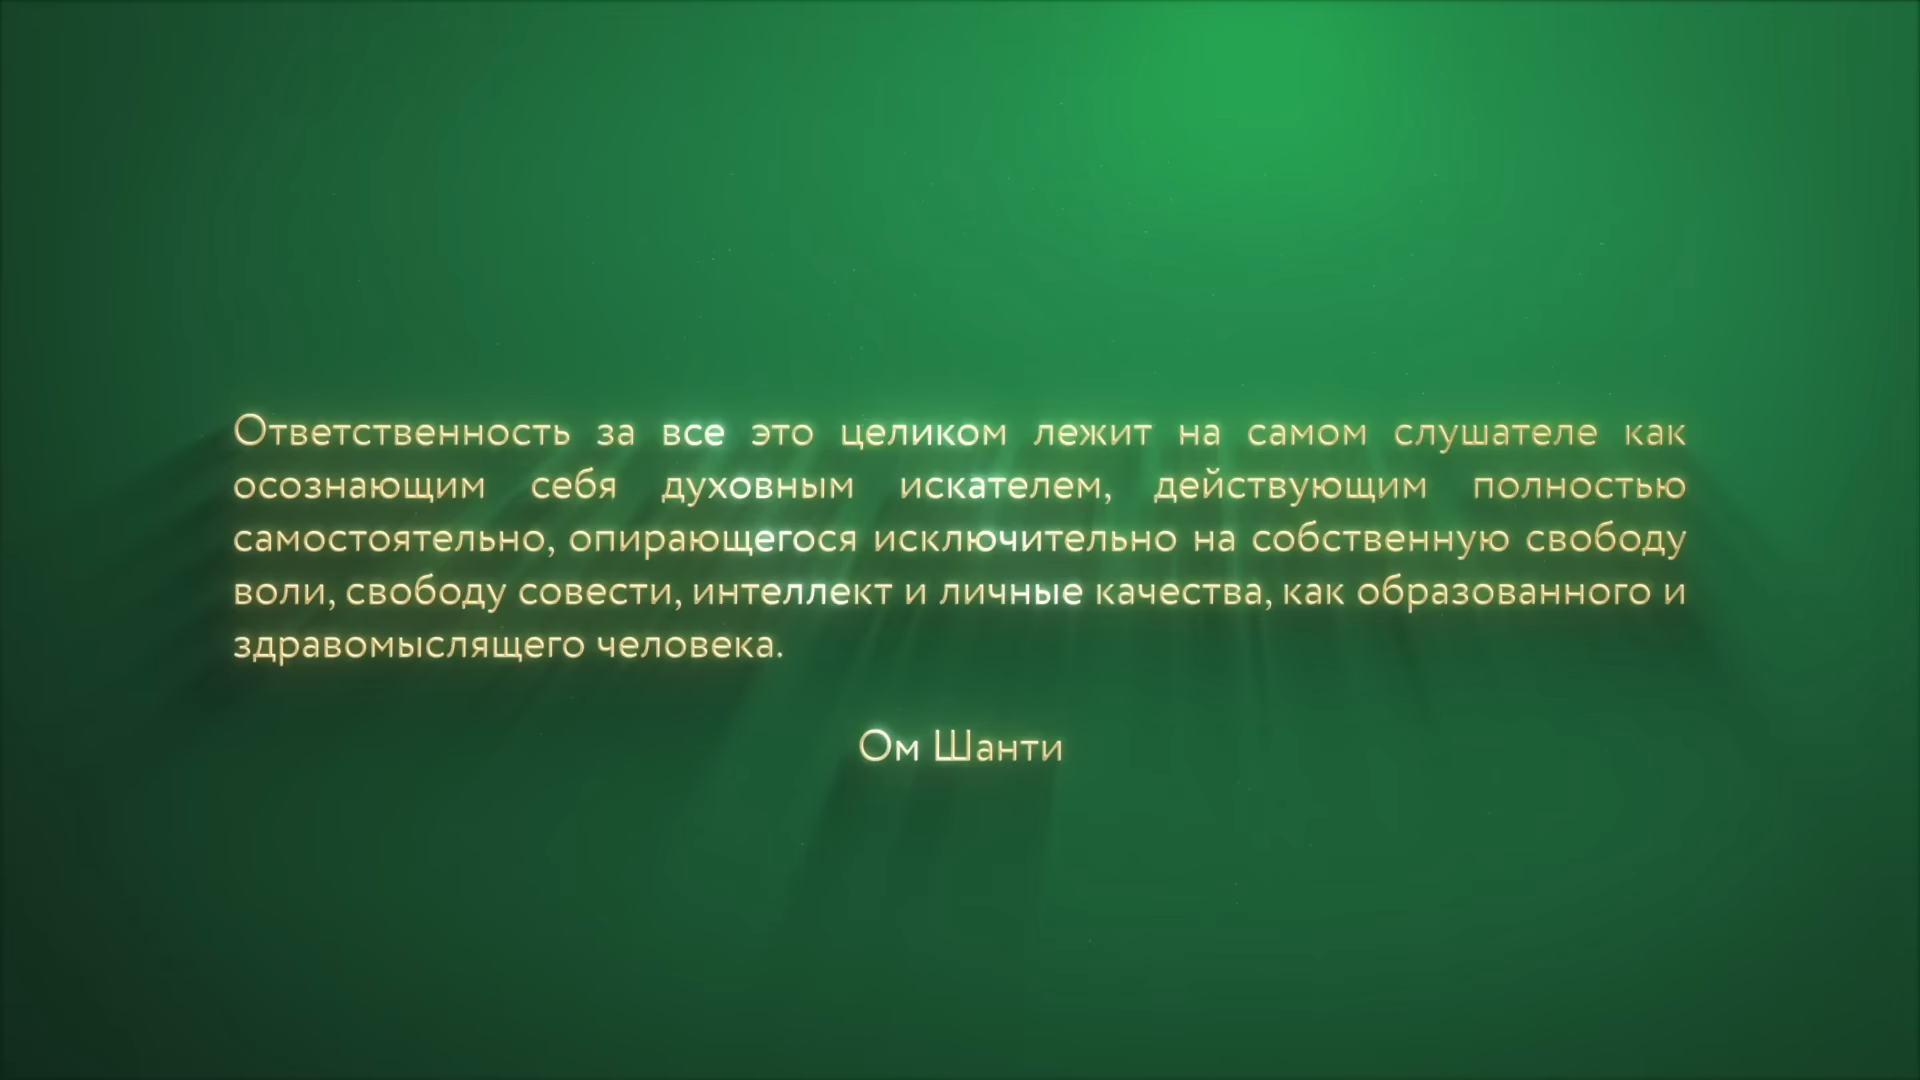 Ответственность за все это целиком лежит на самом слушателе как
осознающим себя духовным искателем, действующим полностью
самостоятельно, опирающегося исключительно на собственную свободу
воли, свободу совести, интеллект и личные качества, как образованного и
здравомыслящего человека.
Ом Шанти